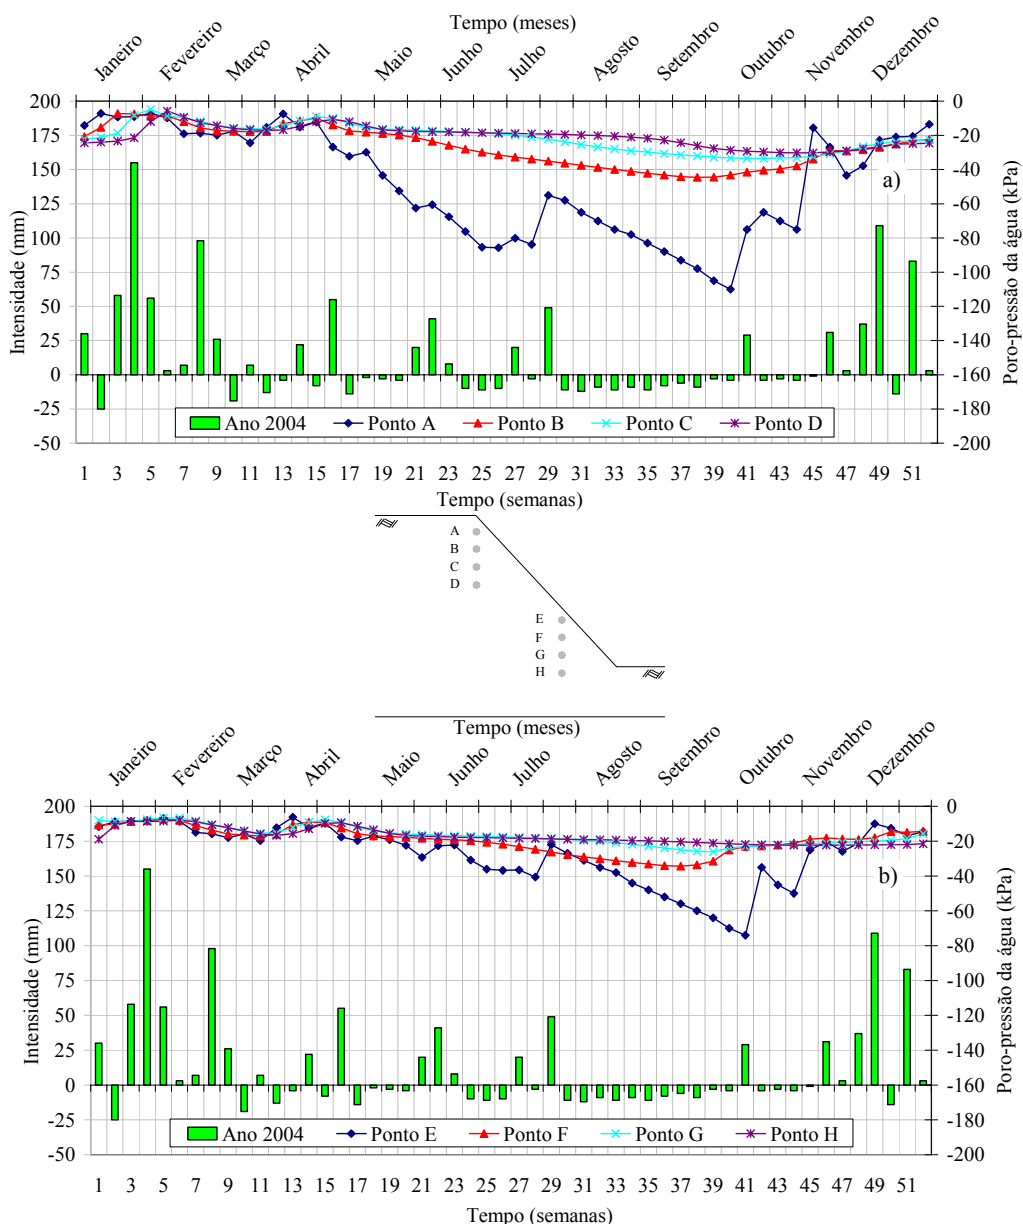 Tempo (meses)
Janeiro Fevereiro Março Abril Maio Junho Julho Agosto Setembro Outubro Novembro Dezembro
200 0
175 -20
150 -40
125 -60
100 -80
75 -100
50 -120
25 -140
0 -160
-25 -180
-50 -200
Intensidade (mm)
Poro-pressão da água (kPa)
a)
Ano 2004 Ponto A Ponto B Ponto C Ponto D
1 3 5 7 9 11 13 15 17 19 21 23 25 27 29 31 33 35 37 39 41 43 45 47 49 51
Tempo (semanas)
A
B
C
D
E
F
G
H
Tempo (meses)
Janeiro Fevereiro Março Abril Maio Junho Julho Agosto Setembro Outubro Novembro Dezembro
200 0
175 -20
150 -40
125 -60
100 -80
75 -100
50 -120
25 -140
0 -160
-25 -180
-50 -200
Intensidade (mm)
Poro-pressão da água (kPa)
b)
Ano 2004 Ponto E Ponto F Ponto G Ponto H
1 3 5 7 9 11 13 15 17 19 21 23 25 27 29 31 33 35 37 39 41 43 45 47 49 51
Tempo (semanas)